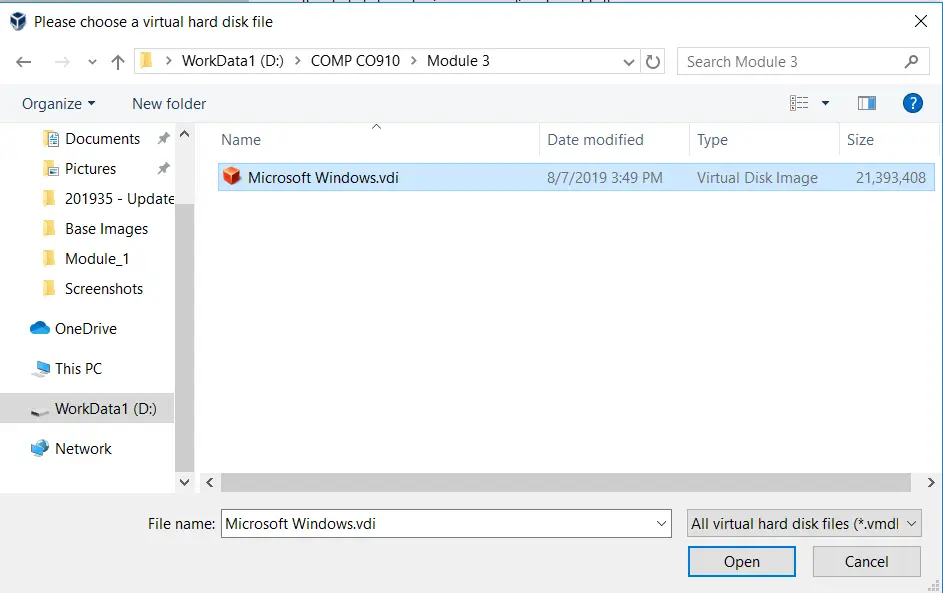 Please choose a virtual hard disk file
WorkData1 (D:) > COMP CO910 > Module 3
Search Module 3
Organize
New folder
Name
Date modified
Type
Size
Microsoft Windows.vdi
8/7/2019 3:49 PM
Virtual Disk Image
21,393,408
Documents
Pictures
201935 - Update
Base Images
Module_1
Screenshots
OneDrive
This PC
WorkData1 (D:)
Network
File name:
Microsoft Windows.vdi
All virtual hard disk files (*.vmdl
Open
Cancel